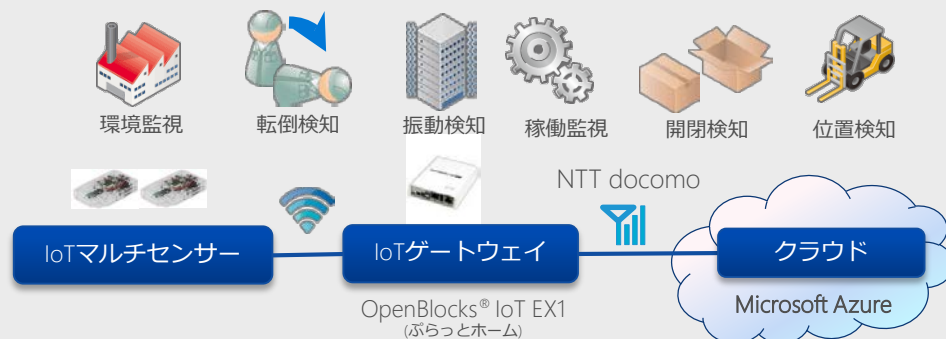 環境監視
転倒検知
振動検知
稼働監視
開閉検知
位置検知
NTT docomo
IoTマルチセンサー
IoTゲートウェイ
クラウド
OpenBlocks® IoT EX1
(ぷらっとホーム)
Microsoft Azure